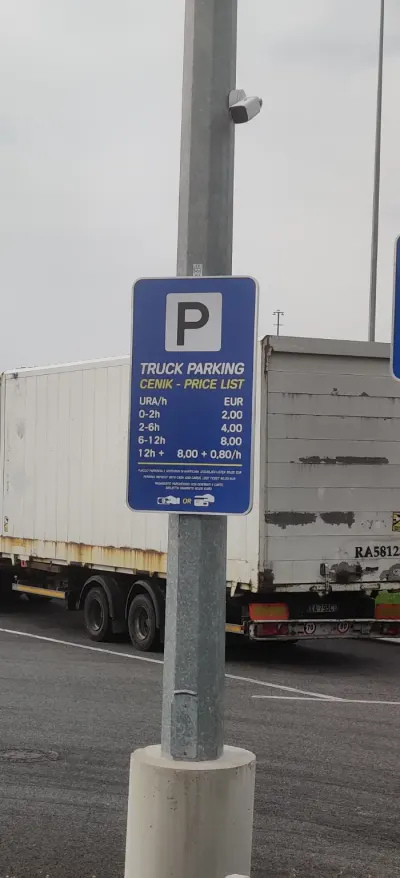 P
TRUCK PARKING
CENIK - PRICE LIST
URA/h EUR
0-2h 2,00
2-6h 4,00
6-12h 8,00
12h + 8,00 + 0,80/h
OR
RA5812
70